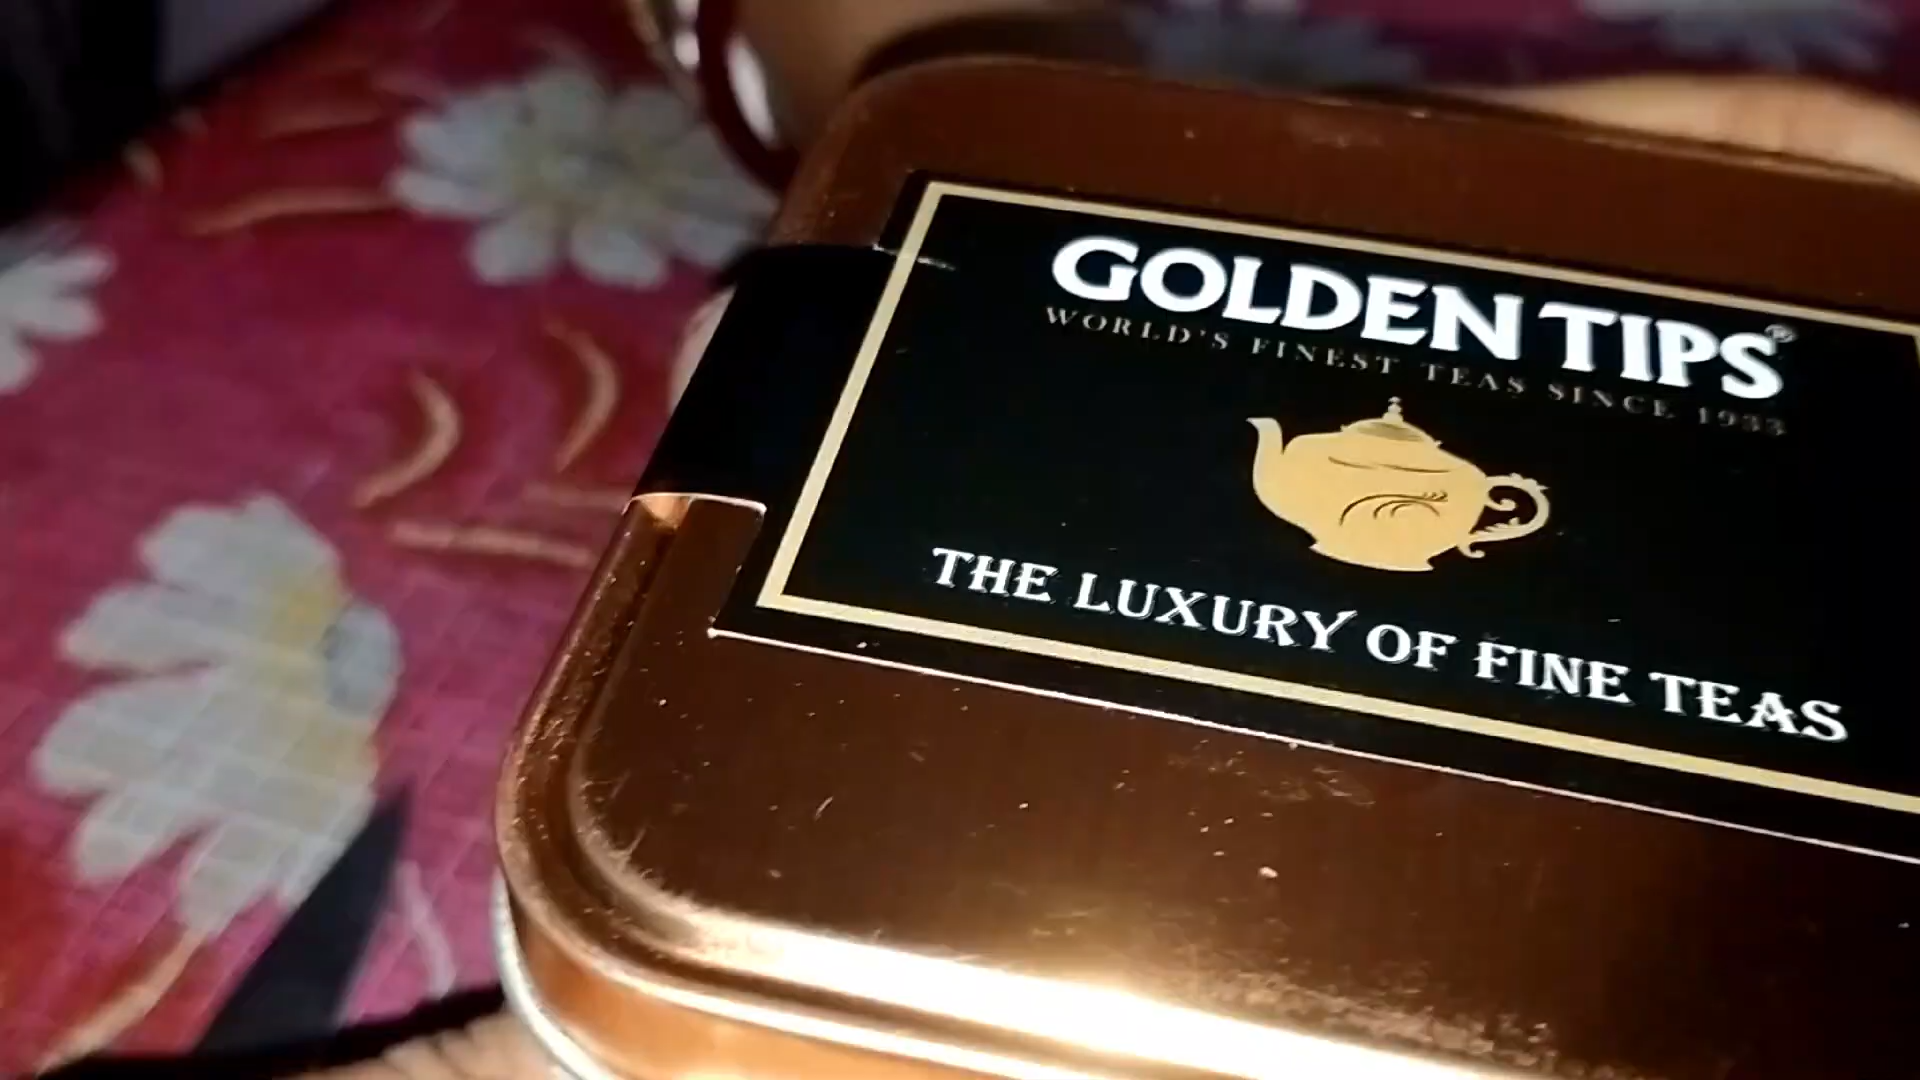 GOLDEN TIPS®
WORLD'S FINEST TEAS SINCE 1933
THE LUXURY OF FINE TEAS